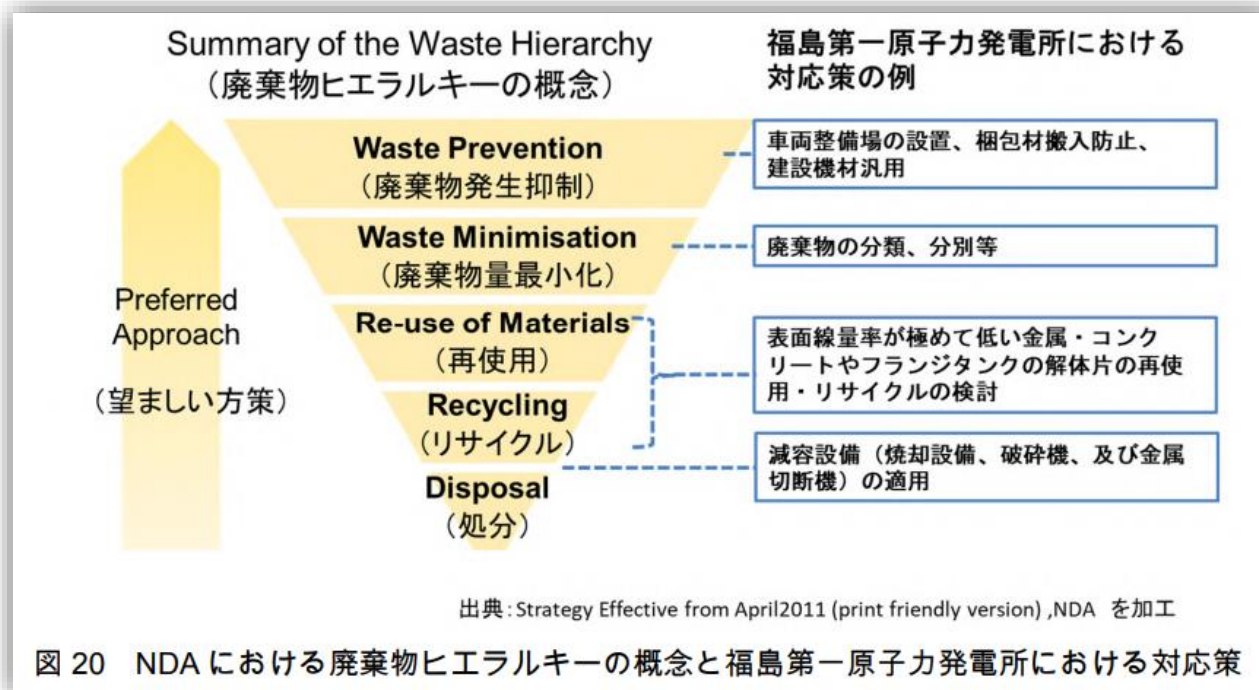 Summary of the Waste Hierarchy
（廃棄物ヒエラルキーの概念）
福島第一原子力発電所における
対応策の例
Preferred
Approach
（望ましい方策）
Waste Prevention
（廃棄物発生抑制）
車両整備場の設置、梱包材搬入防止、
建設機材汎用
Waste Minimisation
（廃棄物量最小化）
廃棄物の分類、分別等
Re-use of Materials
（再使用）
Recycling
（リサイクル）
表面線量率が極めて低い金属・コンク
リートやフランジタンクの解体片の再使
用・リサイクルの検討
Disposal
（処分）
減容設備（焼却設備、破砕機、及び金属
切断機）の適用
出典：Strategy Effective from April2011 (print friendly version) ,NDA を加工
図 20 NDA における廃棄物ヒエラルキーの概念と福島第一原子力発電所における対応策